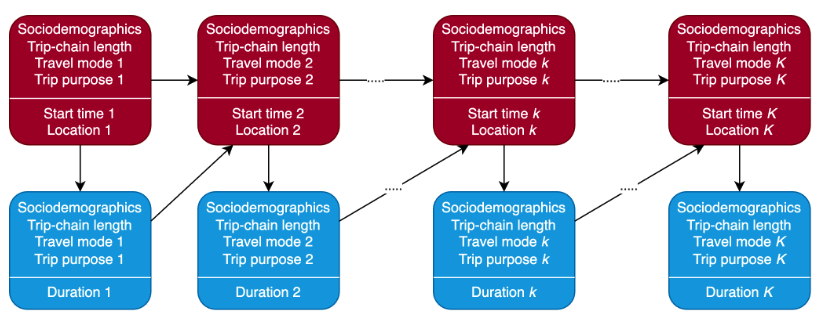 Sociodemographics
Trip-chain length
Travel mode 1
Trip purpose 1
Start time 1
Location 1
Sociodemographics
Trip-chain length
Travel mode 2
Trip purpose 2
Start time 2
Location 2
Sociodemographics
Trip-chain length
Travel mode k
Trip purpose k
Start time k
Location k
Sociodemographics
Trip-chain length
Travel mode K
Trip purpose K
Start time K
Location K
Sociodemographics
Trip-chain length
Travel mode 1
Trip purpose 1
Duration 1
Sociodemographics
Trip-chain length
Travel mode 2
Trip purpose 2
Duration 2
Sociodemographics
Trip-chain length
Travel mode k
Trip purpose k
Duration k
Sociodemographics
Trip-chain length
Travel mode K
Trip purpose K
Duration K